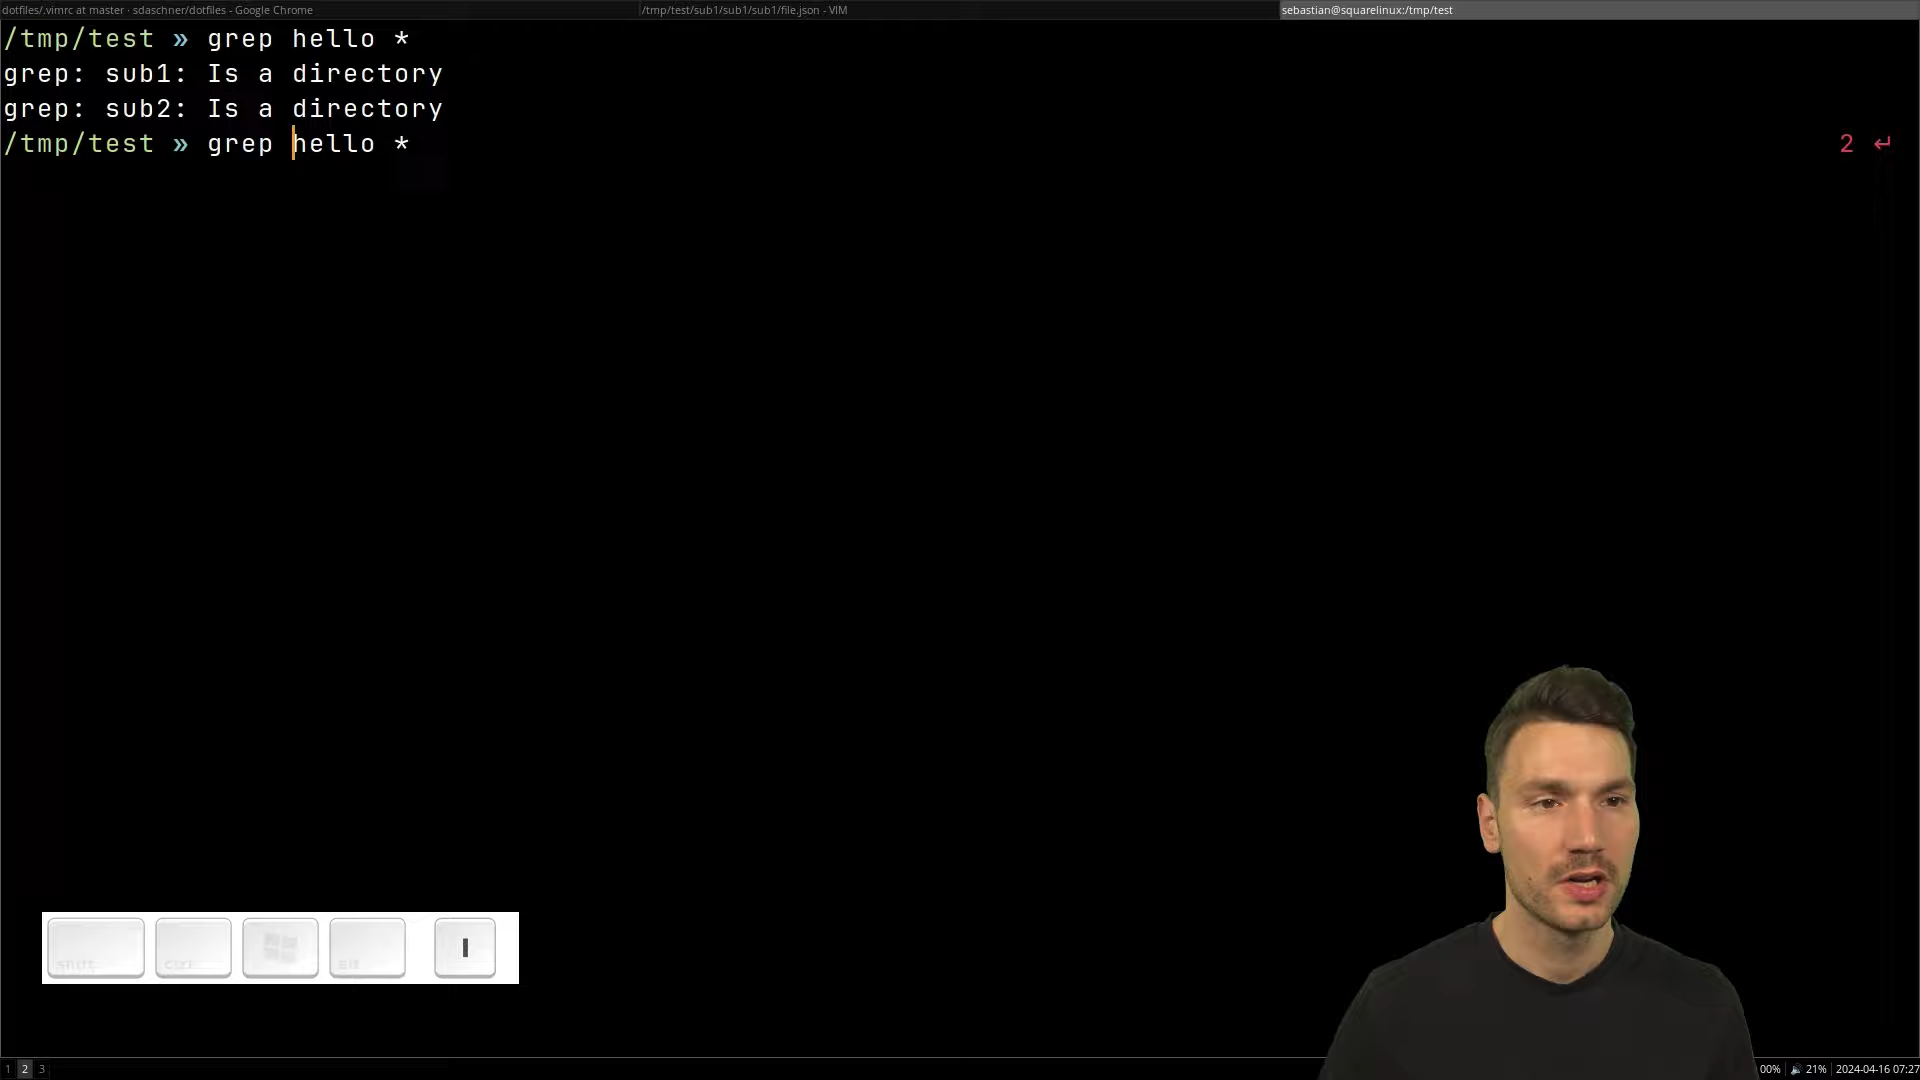 dotfiles/.vimrc at master · sdaschner/dotfiles - Google Chrome
/tmp/test/sub1/sub1/sub1/file.json - VIM
sebastian@squarelinux:/tmp/test
/tmp/test » grep hello *
grep: sub1: Is a directory
grep: sub2: Is a directory
/tmp/test » grep hello *
2 ↵
I
1 2 3
00% 21% 2024-04-16 07:27